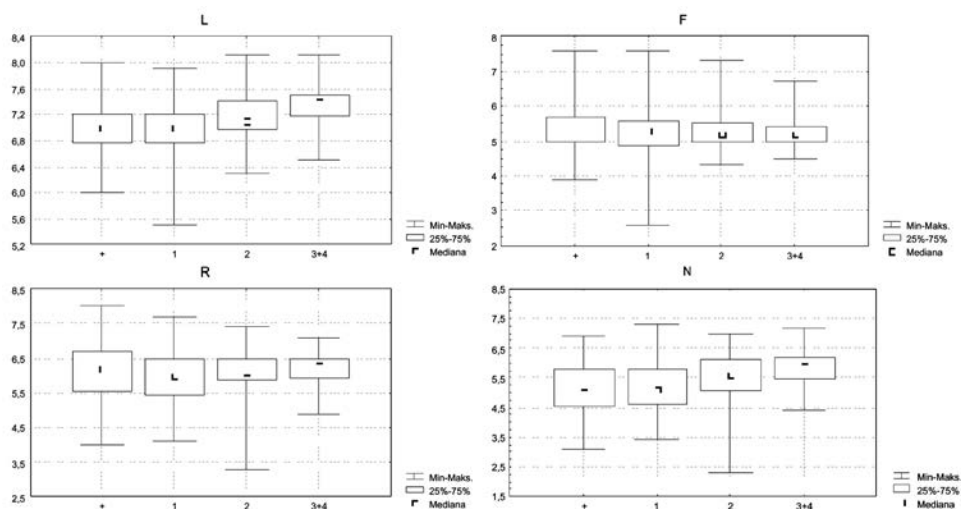 L
8,4
8,0
7,6
7,2
6,8
6,4
6,0
5,6
5,2
+ 1 2 3+4
Min-Maks.
25%-75%
Mediana
F
8
7
6
5
4
3
2
+ 1 2 3+4
Min-Maks.
25%-75%
Mediana
R
8,5
7,5
6,5
5,5
4,5
3,5
2,5
+ 1 2 3+4
Min-Maks.
25%-75%
Mediana
N
8,5
7,5
6,5
5,5
4,5
3,5
2,5
1,5
+ 1 2 3+4
Min-Maks.
25%-75%
Mediana